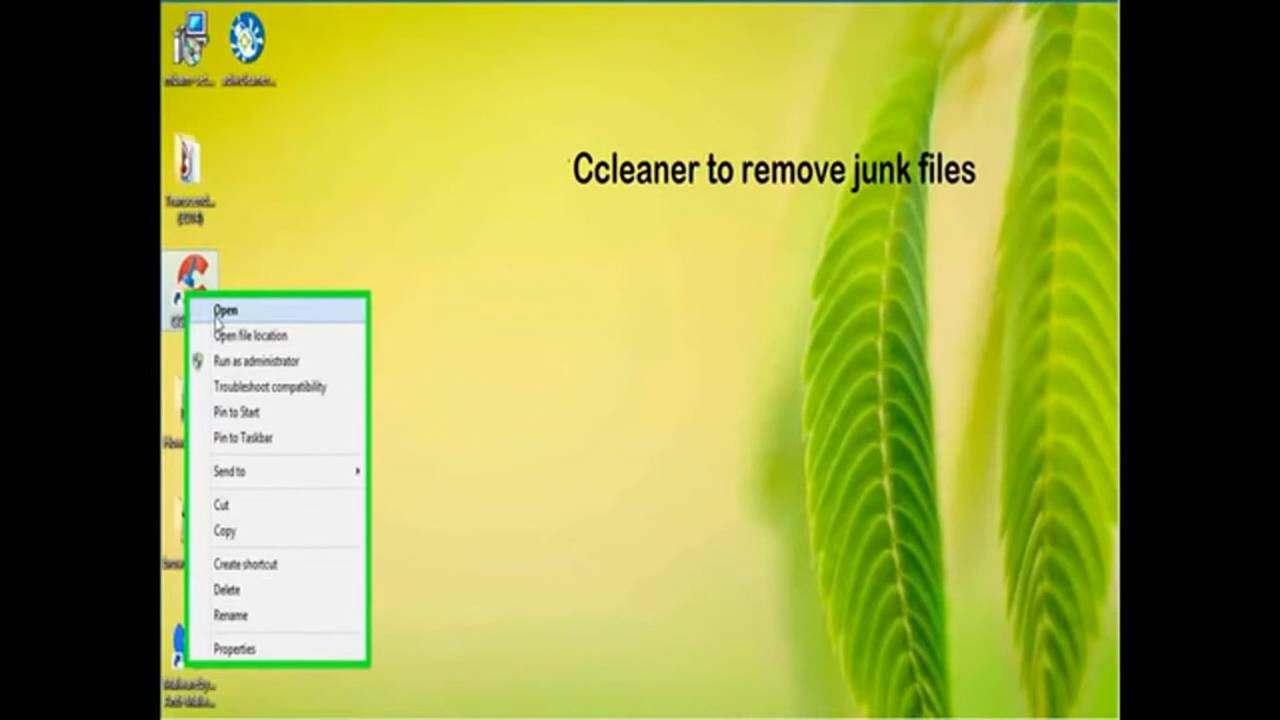 Ccleaner to remove junk files
Open
Open file location
Run as administrator
Troubleshoot compatibility
Pin to Start
Pin to Taskbar
Send to
Cut
Copy
Create shortcut
Delete
Rename
Properties